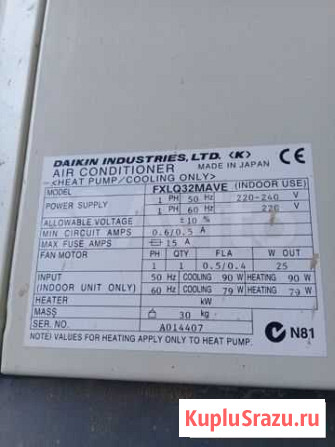 DAIKIN INDUSTRIES, LTD. <K>
AIR CONDITIONER MADE IN JAPAN CE
<HEAT PUMP/COOLING ONLY>
MODEL FXLQ32MAVE (INDOOR USE)
POWER SUPPLY 1 PH 50 Hz 220-240 V
1 PH 60 Hz 220 V
ALLOWABLE VOLTAGE ±10%
MIN CIRCUIT AMPS 0.6/0.5 A
MAX FUSE AMPS 15 A
FAN MOTOR PH QTY FLA W OUT
1 0.5/0.4 25
INPUT 50 Hz COOLING 90 W HEATING 90 W
(INDOOR UNIT ONLY) 60 Hz COOLING 79 W HEATING 79 W
HEATER kW
MASS 30 kg
SERIAL NO. A014407 N81
NOTE) VALUES FOR HEATING APPLY ONLY TO HEAT PUMP.
KupluSrazu.ru